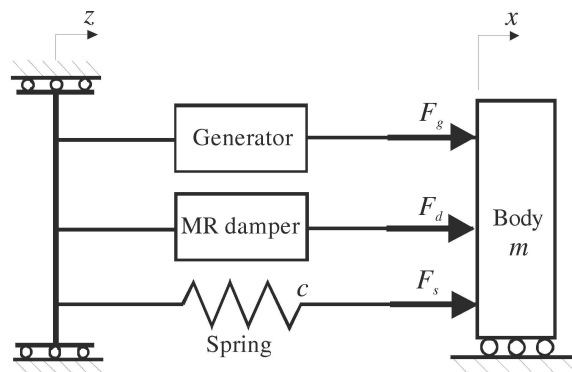 z
x
Generator
F_g
MR damper
F_d
Body
m
c
F_s
Spring